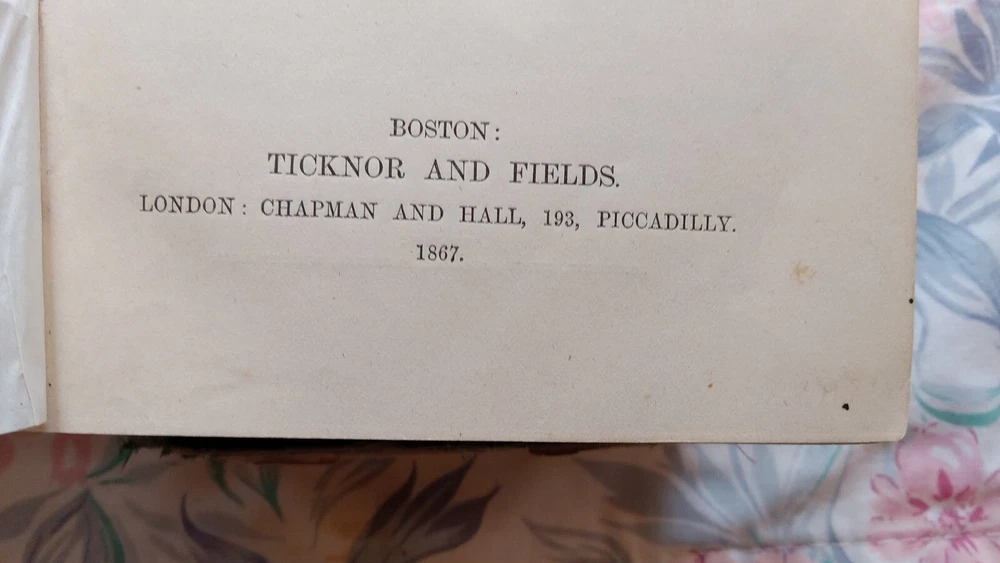 BOSTON:
TICKNOR AND FIELDS.
LONDON: CHAPMAN AND HALL, 193, PICCADILLY.
1867.